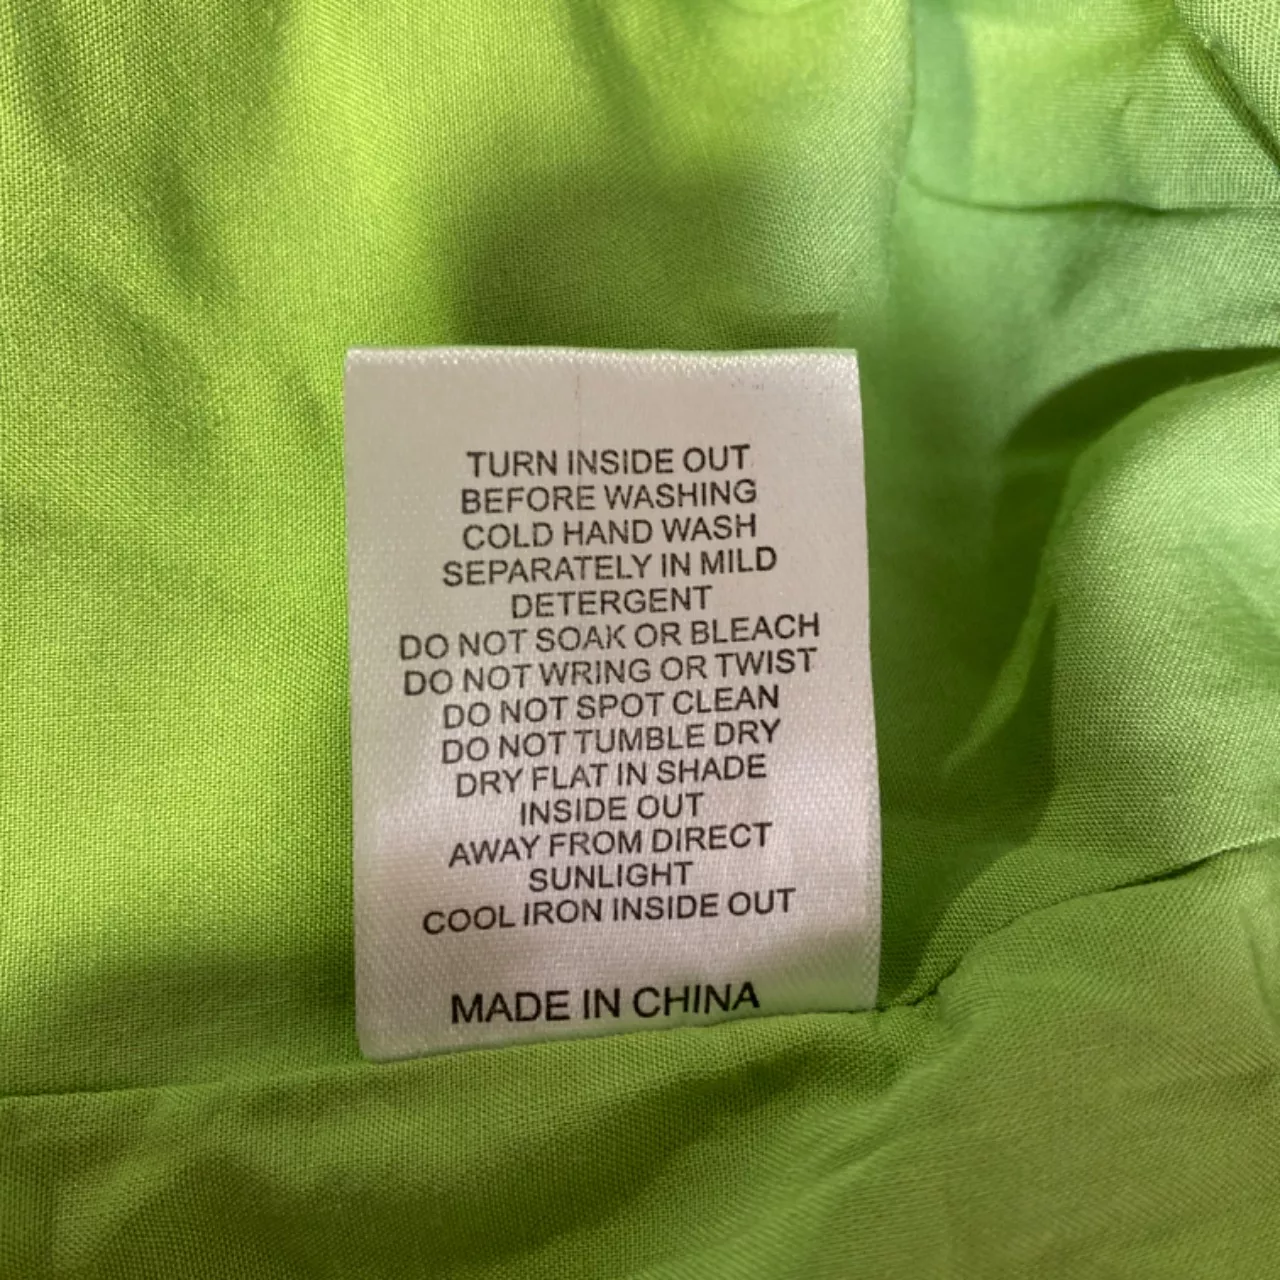 TURN INSIDE OUT
BEFORE WASHING
COLD HAND WASH
SEPARATELY IN MILD
DETERGENT
DO NOT SOAK OR BLEACH
DO NOT WRING OR TWIST
DO NOT SPOT CLEAN
DO NOT TUMBLE DRY
DRY FLAT IN SHADE
INSIDE OUT
AWAY FROM DIRECT
SUNLIGHT
COOL IRON INSIDE OUT
MADE IN CHINA